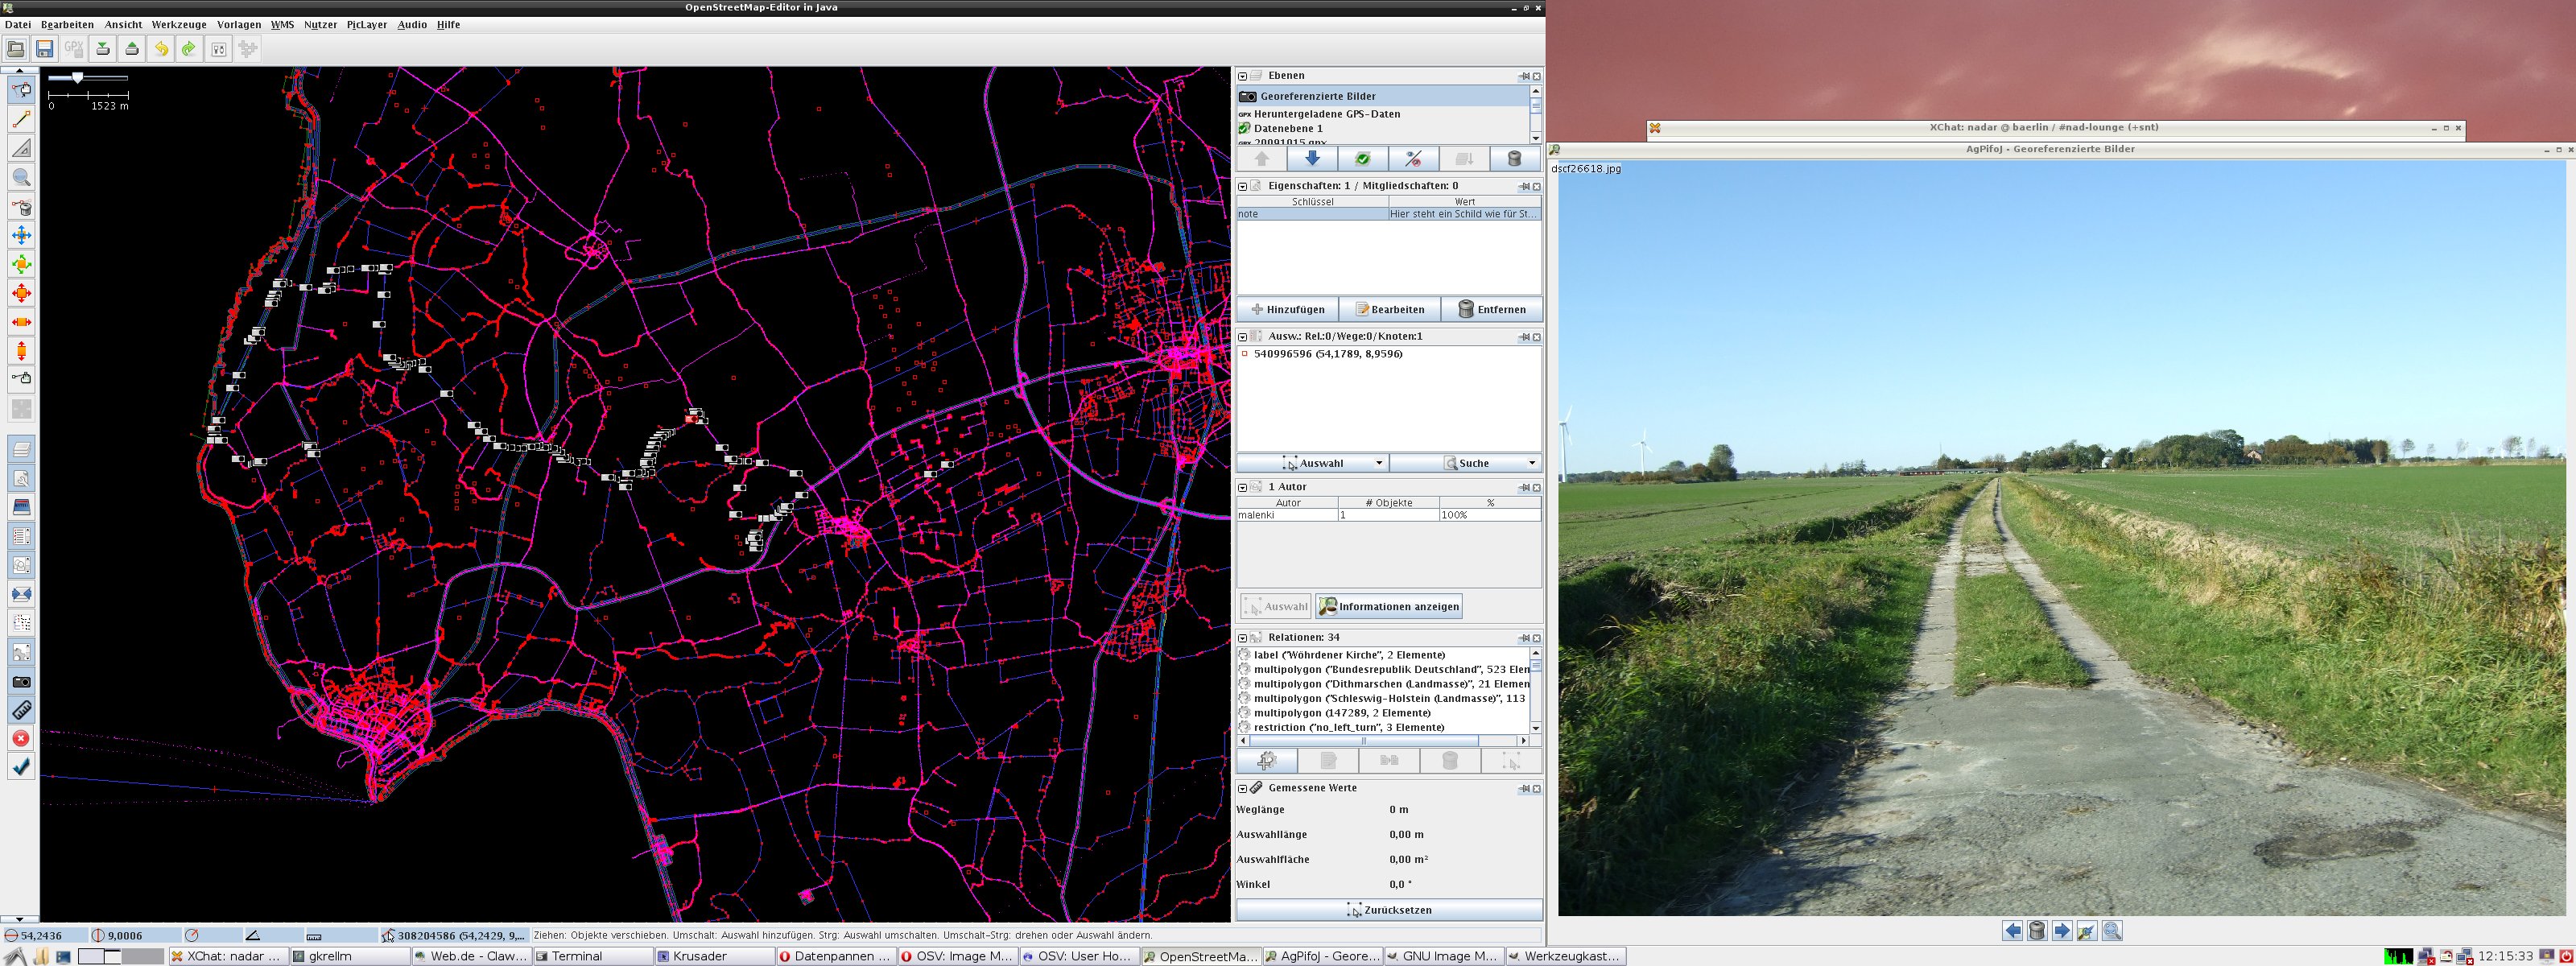 OpenStreetMap-Editor in Java
Datei Bearbeiten Ansicht Werkzeuge Vorlagen WMS Nutzer PicLayer Audio Hilfe
GPX
0 1523 m
Ebenen
Georeferenzierte Bilder
GPX Heruntergeladene GPS-Daten
Datenebene 1
GPX 20091015.gpx
Eigenschaften: 1 / Mitgliedschaften: 0
Schlüssel Wert
note Hier steht ein Schild wie für St...
Hinzufügen Bearbeiten Entfernen
Ausw.: Rel.:0/Wege:0/Knoten:1
540996596 (54,1789, 8,9596)
Auswahl Suche
1 Autor
Autor # Objekte %
malenki 1 100%
Auswahl Informationen anzeigen
Relationen: 34
label ("Wöhrdener Kirche", 2 Elemente)
multipolygon ("Bundesrepublik Deutschland", 523 Elen
multipolygon ("Dithmarschen (Landmasse)", 21 Elemen
multipolygon ("Schleswig-Holstein (Landmasse)", 113
multipolygon (147289, 2 Elemente)
restriction ("no_left_turn", 3 Elemente)
Gemessene Werte
Weglänge 0 m
Auswahllänge 0,00 m
Auswahlfläche 0,00 m²
Winkel 0,0 °
Zurücksetzen
54,2436 9,0006 308204586 (54,2429, 9,... Ziehen: Objekte verschieben. Umschalt: Auswahl hinzufügen. Strg: Auswahl umschalten. Umschalt-Strg: drehen oder Auswahl ändern.
XChat: nadar @ baerlin / #nad-lounge (+snt)
AgPifoJ - Georeferenzierte Bilder
dscf26618.jpg
XChat: nadar ... gkrellm Web.de - Claw... Terminal Krusader Datenpannen ... OSV: Image M... OSV: User Ho... OpenStreetMa... AgPifoJ - Geore... GNU Image M... Werkzeugkast... 12:15:33